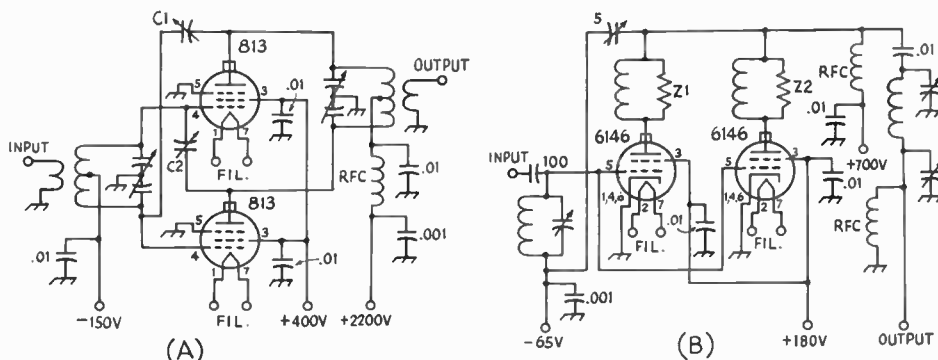 C1
813
OUTPUT
5
3
.01
4
1
7
FIL.
C2
INPUT
RFC
.01
813
5
3
.001
4
.01
1
7
.01
FIL.
-150V
+400V
+2200V
(A)
5
.01
RFC
Z1
Z2
.01
6146
6146
+700V
INPUT
100
5
3
5
3
.01
1,4,6
2
7
1,4,6
2
7
.01
FIL.
FIL.
RFC
.001
-65V
+180V
OUTPUT
(B)